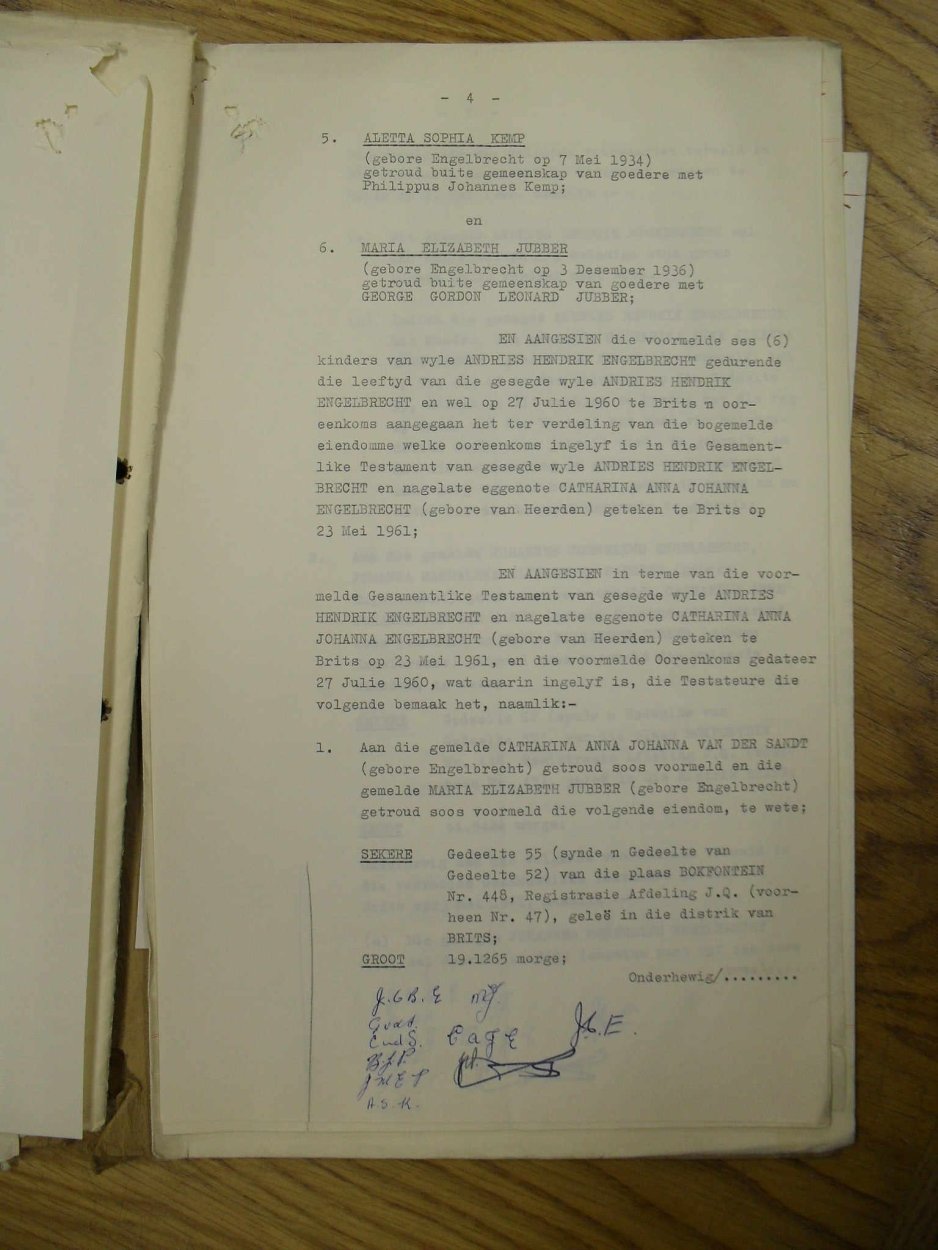 - 4 -
5. ALETTA SOPHIA KEMP
(gebore Engelbrecht op 7 Mei 1934)
getroud buite gemeenskap van goedere met
Philippus Johannes Kemp;
en
6. MARIA ELIZABETH JUBBER
(gebore Engelbrecht op 3 Desember 1936)
getroud buite gemeenskap van goedere met
GEORGE GORDON LEONARD JUBBER;
EN AANGESIEN die voormelde ses (6)
kinders van wyle ANDRIES HENDRIK ENGELBRECHT gedurende
die leeftyd van die gesegde wyle ANDRIES HENDRIK
ENGELBRECHT en wel op 27 Julie 1960 te Brits 'n oor-
eenkoms aangegaan het ter verdeling van die bogemelde
eiendomme welke ooreenkoms ingelyf is in die Gesament-
like Testament van gesegde wyle ANDRIES HENDRIK ENGEL-
BRECHT en nagelate eggenote CATHARINA ANNA JOHANNA
ENGELBRECHT (gebore van Heerden) geteken te Brits op
23 Mei 1961;
EN AANGESIEN in terme van die voor-
melde Gesamentlike Testament van gesegde wyle ANDRIES
HENDRIK ENGELBRECHT en nagelate eggenote CATHARINA ANNA
JOHANNA ENGELBRECHT (gebore van Heerden) geteken te
Brits op 23 Mei 1961, en die voormelde Ooreenkoms gedateer
27 Julie 1960, wat daarin ingelyf is, die Testateure die
volgende bemaak het, naamlik:-
1. Aan die gemelde CATHARINA ANNA JOHANNA VAN DER SANDT
(gebore Engelbrecht) getroud soos voormeld en die
gemelde MARIA ELIZABETH JUBBER (gebore Engelbrecht)
getroud soos voormeld die volgende eiendom, te wete;
SEKERE Gedeelte 55 (synde 'n Gedeelte van
Gedeelte 52) van die plaas BOKFONTEIN
Nr. 448, Registrasie Afdeling J.Q. (voor-
heen Nr. 47), geleë in die distrik van
BRITS;
GROOT 19.1265 morge;
Onderhewig/.........
J.C.B.E
J.C.E.
C a J E
B.J.P.
J M E P
A.S.K.